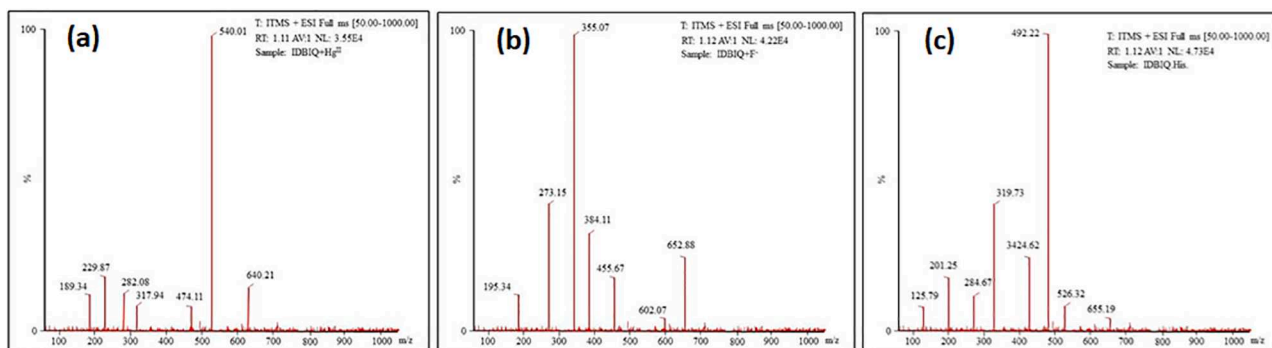 (a)
T: ITMS + ESI Full ms [50.00-1000.00]
RT: 1.11 AV:1 NL: 3.55E4
Sample: IDBIQ+Hg²⁺
100
%
0
540.01
189.34
229.87
282.08
317.94
474.11
640.21
100 200 300 400 500 600 700 800 900 1000 m/z
(b)
T: ITMS + ESI Full ms [50.00-1000.00]
RT: 1.12 AV:1 NL: 4.22E4
Sample: IDBIQ+F⁻
100
%
0
355.07
273.15
384.11
195.34
455.67
602.07
652.88
100 200 300 400 500 600 700 800 900 1000 m/z
(c)
T: ITMS + ESI Full ms [50.00-1000.00]
RT: 1.12 AV:1 NL: 4.73E4
Sample: IDBIQ.His.
100
%
0
492.22
319.73
3424.62
201.25
284.67
125.79
526.32
655.19
100 200 300 400 500 600 700 800 900 1000 m/z